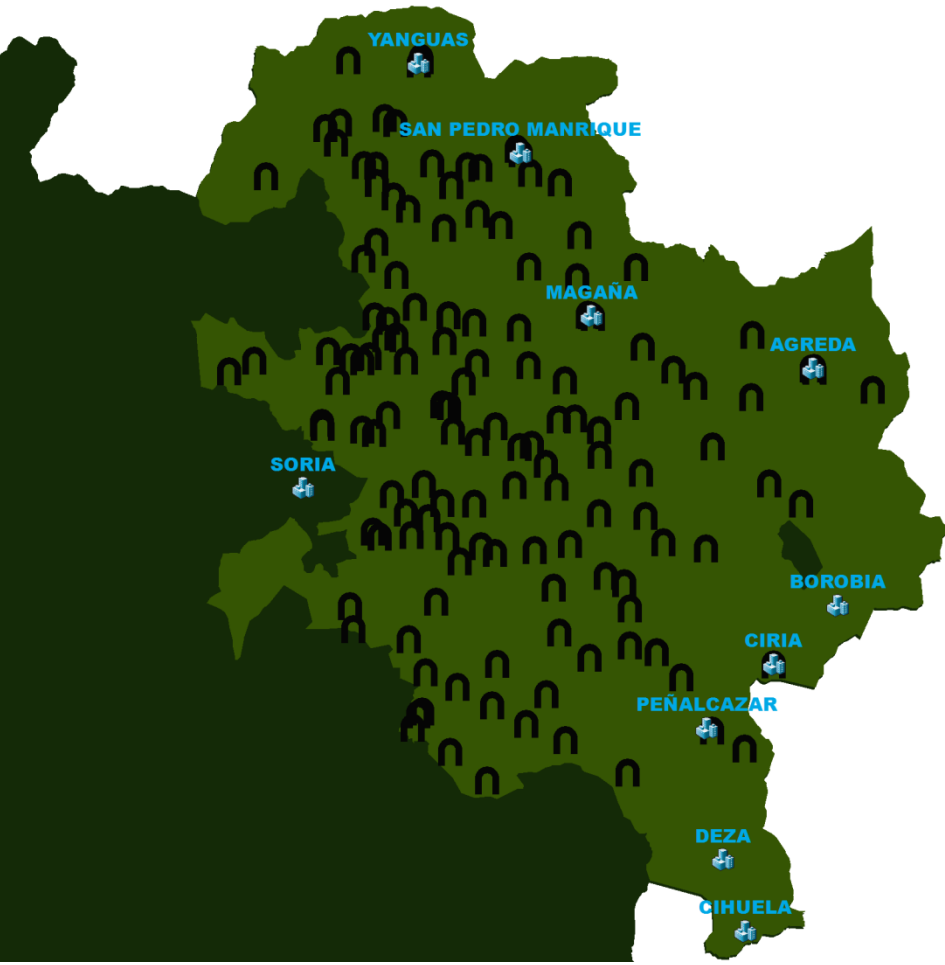 YANGUAS
SAN PEDRO MANRIQUE
MAGAÑA
AGREDA
SORIA
BOROBIA
CIRIA
PEÑALCAZAR
DEZA
CIHUELA